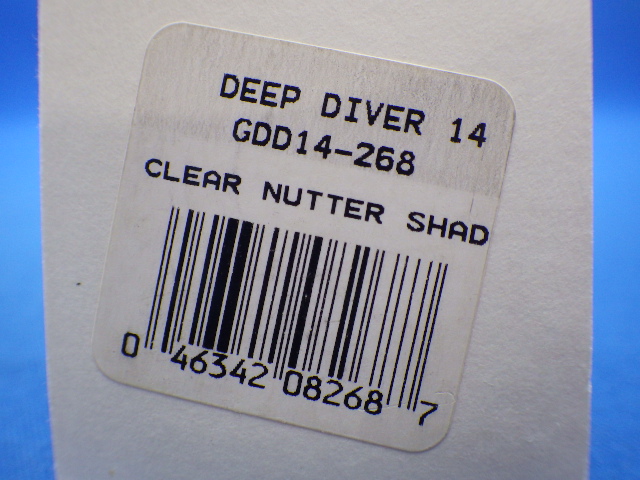 DEEP DIVER 14
GDD14-268
CLEAR NUTTER SHAD
0 46342 08268 7